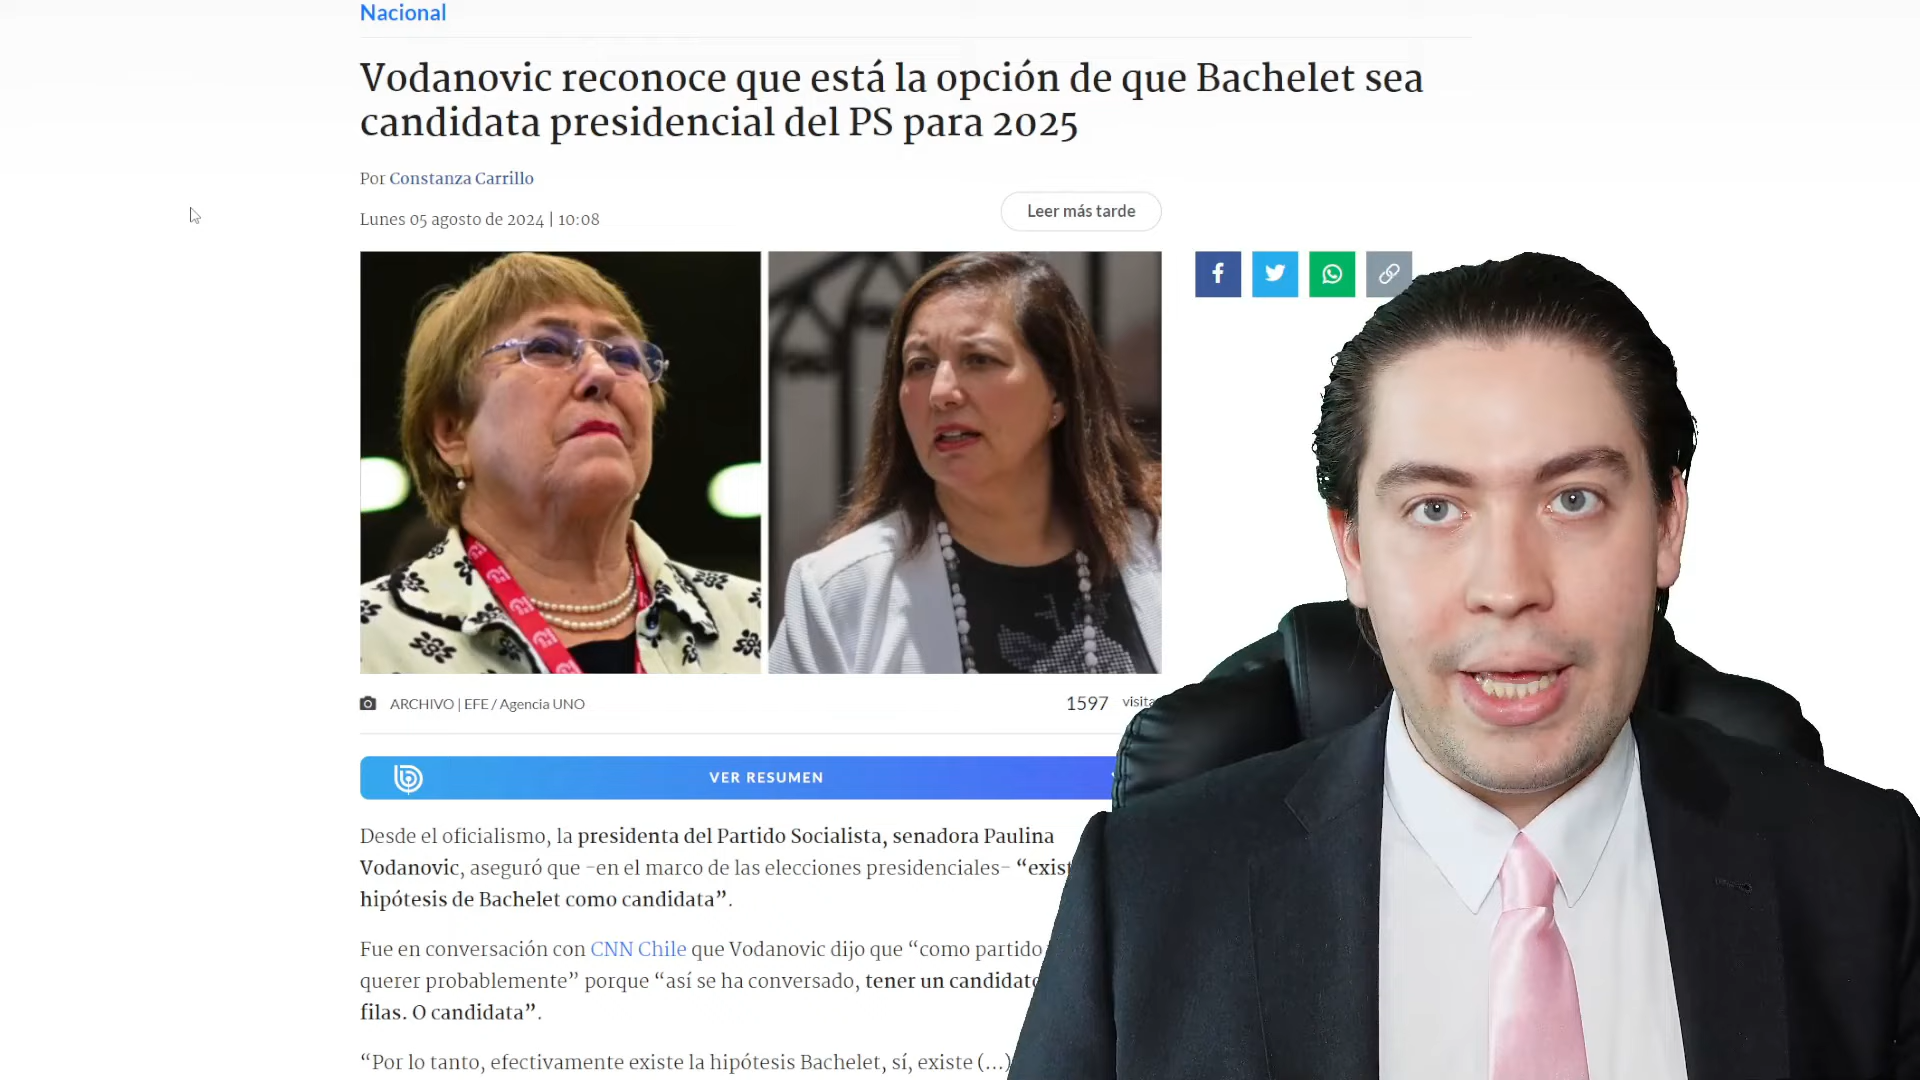 Nacional
Vodanovic reconoce que está la opción de que Bachelet sea
candidata presidencial del PS para 2025
Por Constanza Carrillo
Lunes 05 agosto de 2024 | 10:08
Leer más tarde
ARCHIVO | EFE / Agencia UNO
1597
VER RESUMEN
Desde el oficialismo, la presidenta del Partido Socialista, senadora Paulina
Vodanovic, aseguró que -en el marco de las elecciones presidenciales-
hipótesis de Bachelet como candidata”.
Fue en conversación con CNN Chile que Vodanovic dijo que “como partido
querer probablemente” porque “así se ha conversado, tener un
filas. O candidata”.
“Por lo tanto, efectivamente existe la hipótesis Bachelet, sí, existe (...)